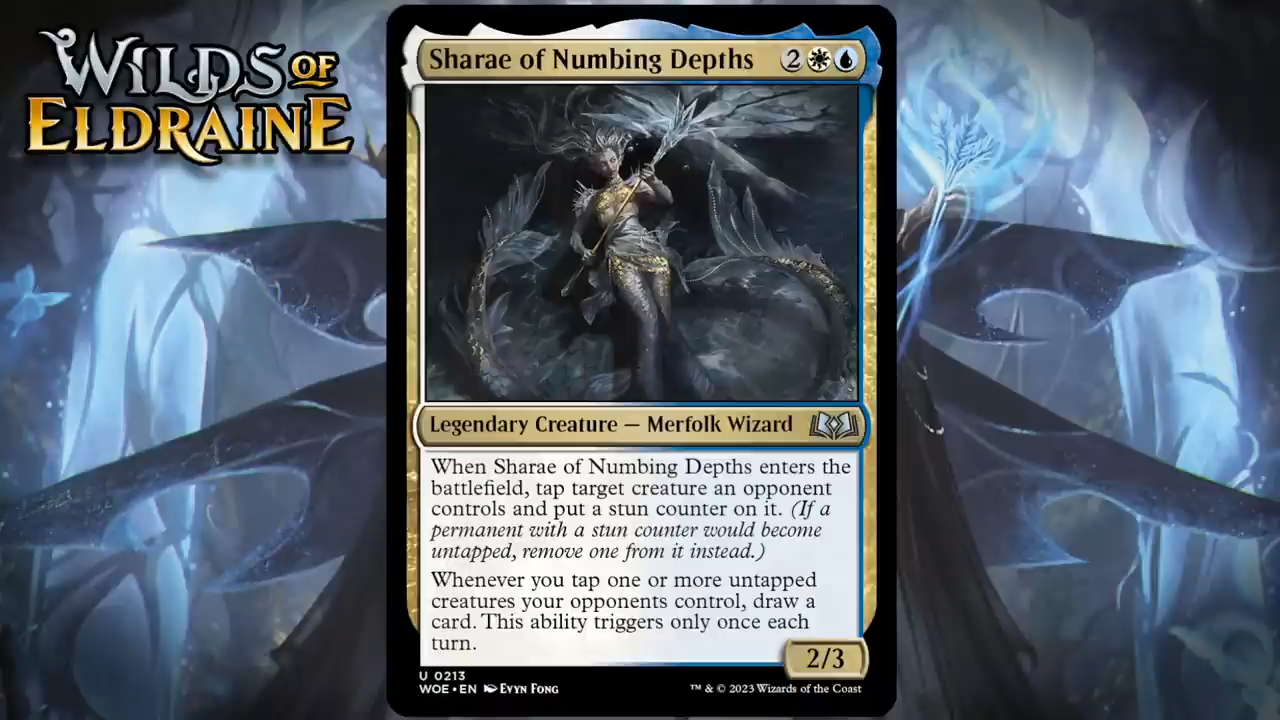 WILDS OF
ELDRAINE
Sharae of Numbing Depths 2
Legendary Creature — Merfolk Wizard
When Sharae of Numbing Depths enters the
battlefield, tap target creature an opponent
controls and put a stun counter on it. (If a
permanent with a stun counter would become
untapped, remove one from it instead.)
Whenever you tap one or more untapped
creatures your opponents control, draw a
card. This ability triggers only once each
turn.
2/3
U 0213
WOE • EN Evyn Fong
™ & © 2023 Wizards of the Coast